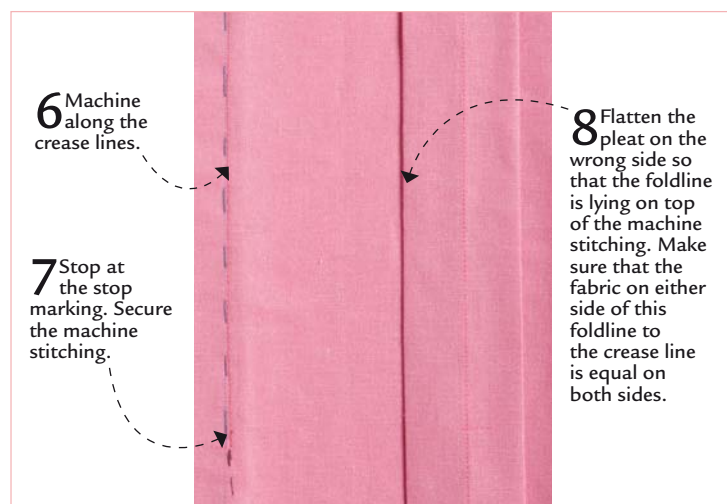 6 Machine
along the
crease lines.
7 Stop at
the stop
marking. Secure
the machine
stitching.
8 Flatten the
pleat on the
wrong side so
that the foldline
is lying on top
of the machine
stitching. Make
sure that the
fabric on either
side of this
foldline to
the crease line
is equal on
both sides.